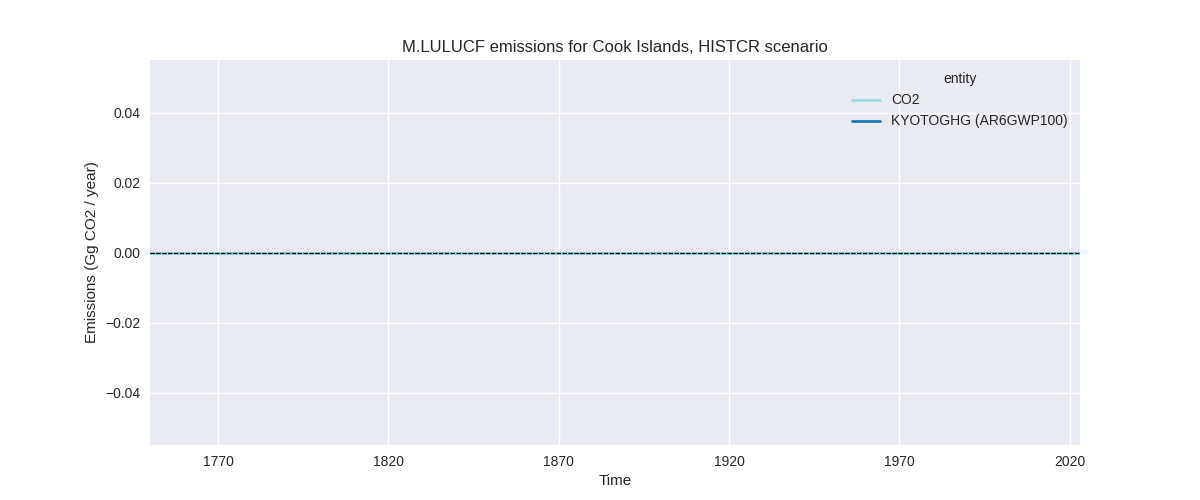 M.LULUCF emissions for Cook Islands, HISTCR scenario
entity
CO2
KYOTOGHG (AR6GWP100)
Emissions (Gg CO2 / year)
0.04
0.02
0.00
−0.02
−0.04
1770 1820 1870 1920 1970 2020
Time